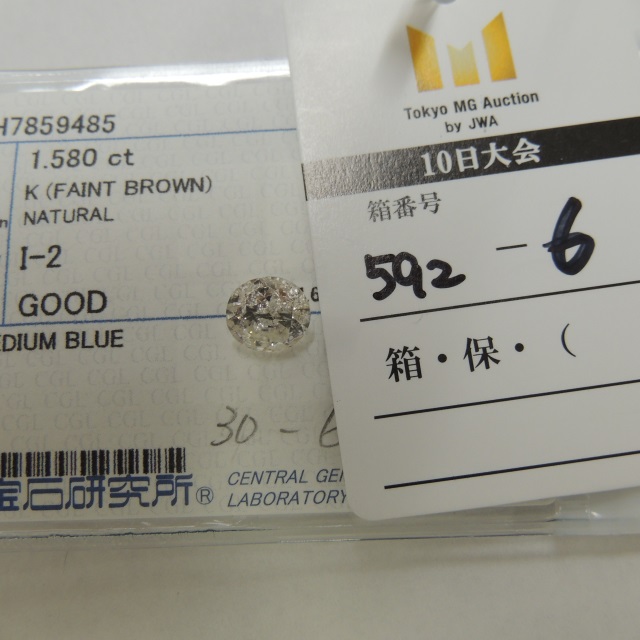 H7859485
1.580 ct
K (FAINT BROWN)
NATURAL
I-2
GOOD
EDIUM BLUE
30 - 6
宝石研究所®
CENTRAL GE
LABORATORY
Tokyo MG Auction
by JWA
10日大会
箱番号
592 - 6
箱・保・(